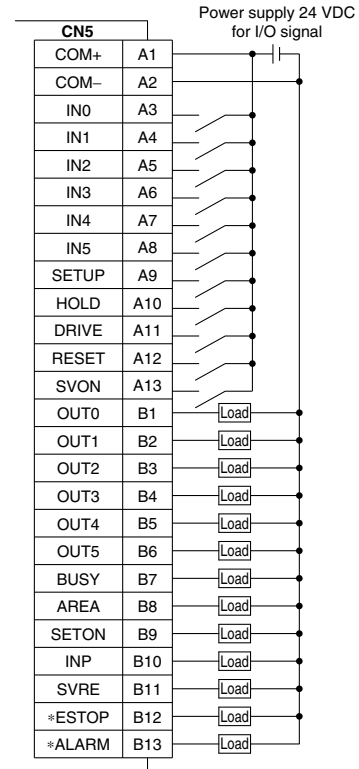 Power supply 24 VDC
for I/O signal
CN5
COM+ A1
COM− A2
IN0 A3
IN1 A4
IN2 A5
IN3 A6
IN4 A7
IN5 A8
SETUP A9
HOLD A10
DRIVE A11
RESET A12
SVON A13
OUT0 B1 Load
OUT1 B2 Load
OUT2 B3 Load
OUT3 B4 Load
OUT4 B5 Load
OUT5 B6 Load
BUSY B7 Load
AREA B8 Load
SETON B9 Load
INP B10 Load
SVRE B11 Load
∗ESTOP B12 Load
∗ALARM B13 Load